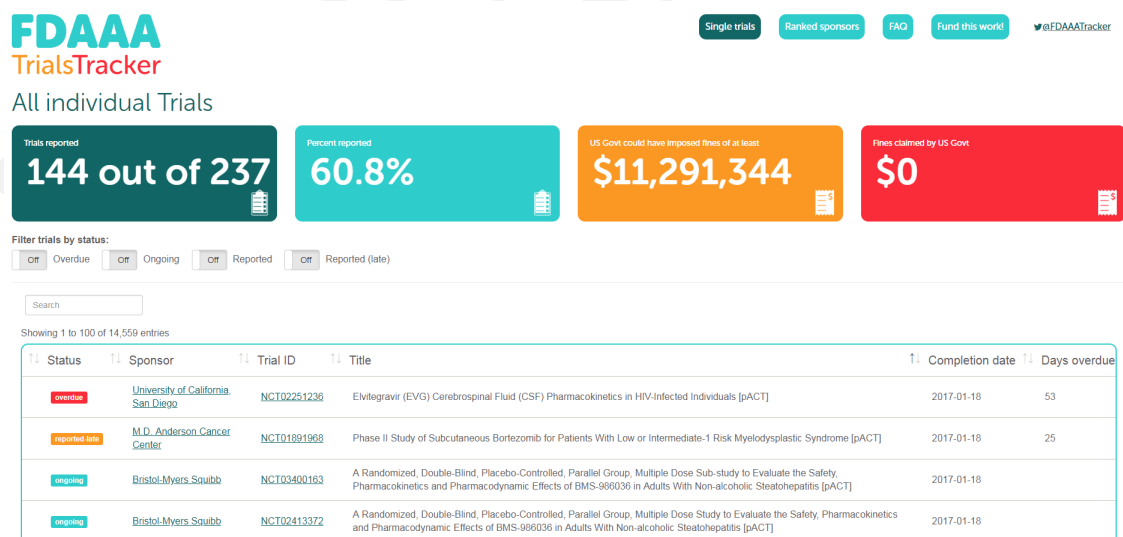 FDAAA
TrialsTracker
Single trials
Ranked sponsors
FAQ
Fund this work!
@FDAAATracker
All individual Trials
Trials reported
144 out of 237
Percent reported
60.8%
US Govt could have imposed fines of at least
$11,291,344
Fines claimed by US Govt
$0
Filter trials by status:
Off Overdue Off Ongoing Off Reported Off Reported (late)
Search
Showing 1 to 100 of 14,559 entries
Status Sponsor Trial ID Title Completion date Days overdue
overdue
University of California,
San Diego
NCT02251236
Elvitegravir (EVG) Cerebrospinal Fluid (CSF) Pharmacokinetics in HIV-Infected Individuals [pACT]
2017-01-18
53
reported-late
M.D. Anderson Cancer
Center
NCT01891968
Phase II Study of Subcutaneous Bortezomib for Patients With Low or Intermediate-1 Risk Myelodysplastic Syndrome [pACT]
2017-01-18
25
ongoing
Bristol-Myers Squibb
NCT03400163
A Randomized, Double-Blind, Placebo-Controlled, Parallel Group, Multiple Dose Sub-study to Evaluate the Safety,
Pharmacokinetics and Pharmacodynamic Effects of BMS-986036 in Adults With Non-alcoholic Steatohepatitis [pACT]
2017-01-18
ongoing
Bristol-Myers Squibb
NCT02413372
A Randomized, Double-Blind, Placebo-Controlled, Parallel Group, Multiple Dose Study to Evaluate the Safety, Pharmacokinetics
and Pharmacodynamic Effects of BMS-986036 in Adults With Non-alcoholic Steatohepatitis [pACT]
2017-01-18